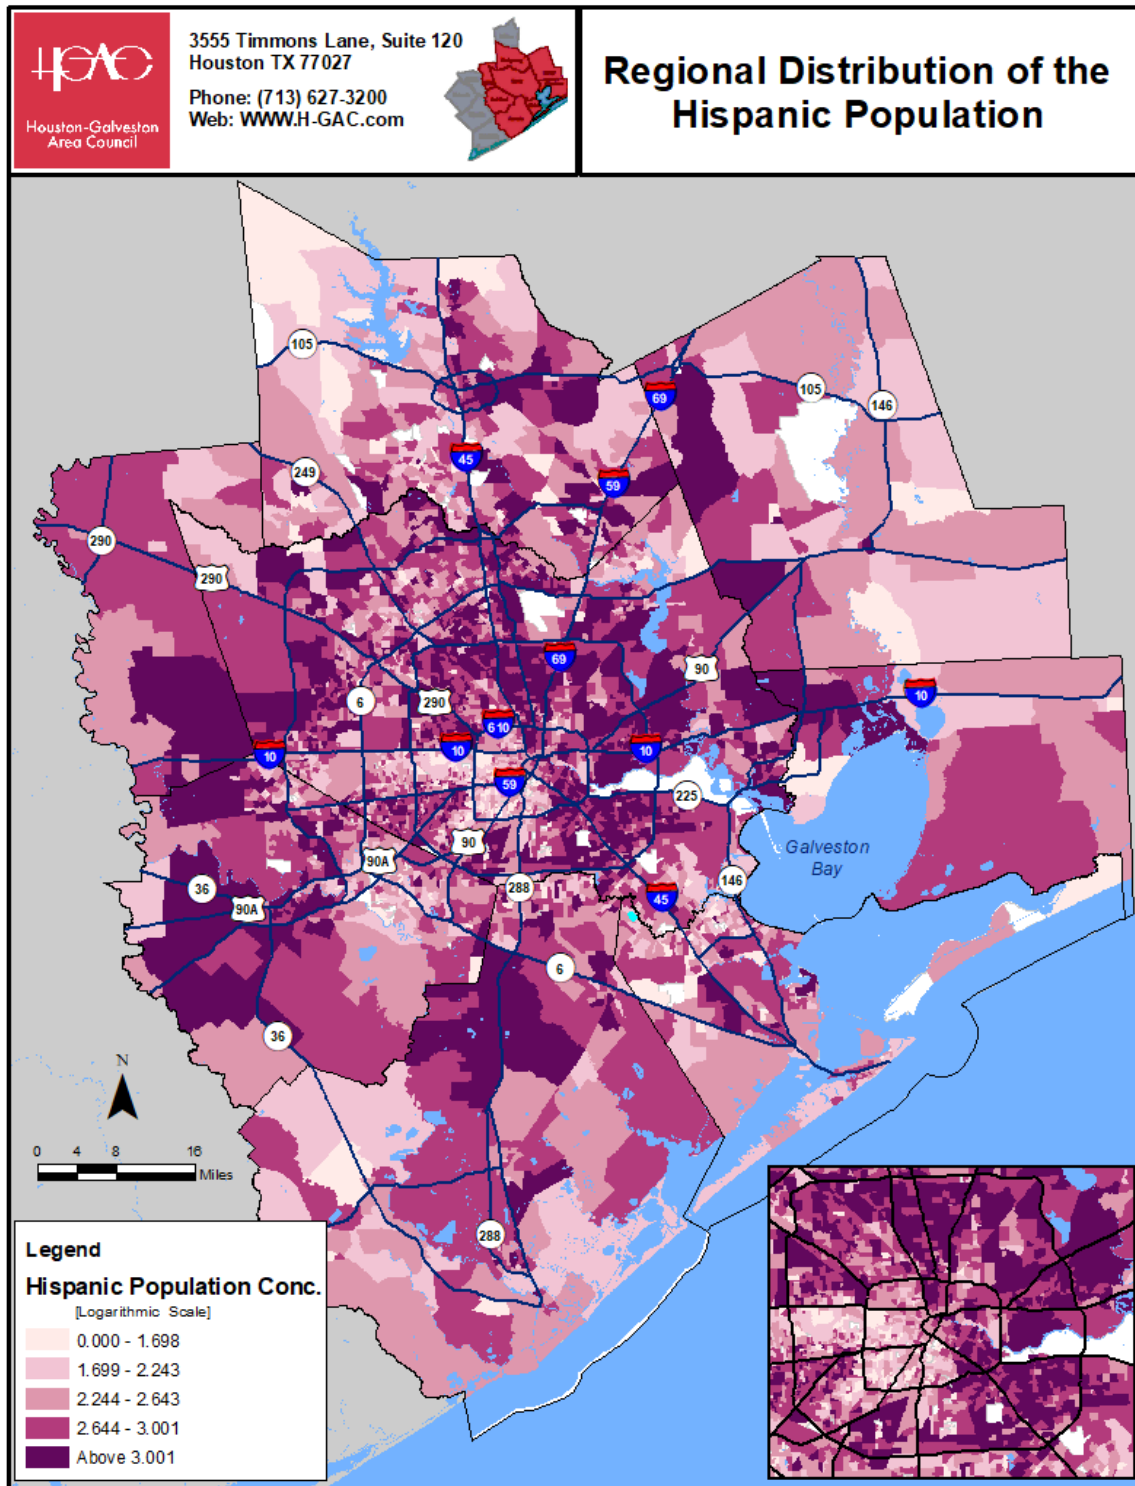 HGAC
Houston-Galveston
Area Council
3555 Timmons Lane, Suite 120
Houston TX 77027
Phone: (713) 627-3200
Web: WWW.H-GAC.com
Regional Distribution of the
Hispanic Population
105
69
105
146
45
249
59
290
290
69
90
6
290
10
610
10
10
10
59
225
90
90A
Galveston
Bay
36
288
146
45
90A
6
36
N
0 4 8 16
Miles
288
Legend
Hispanic Population Conc.
[Logarithmic Scale]
0.000 - 1.698
1.699 - 2.243
2.244 - 2.643
2.644 - 3.001
Above 3.001